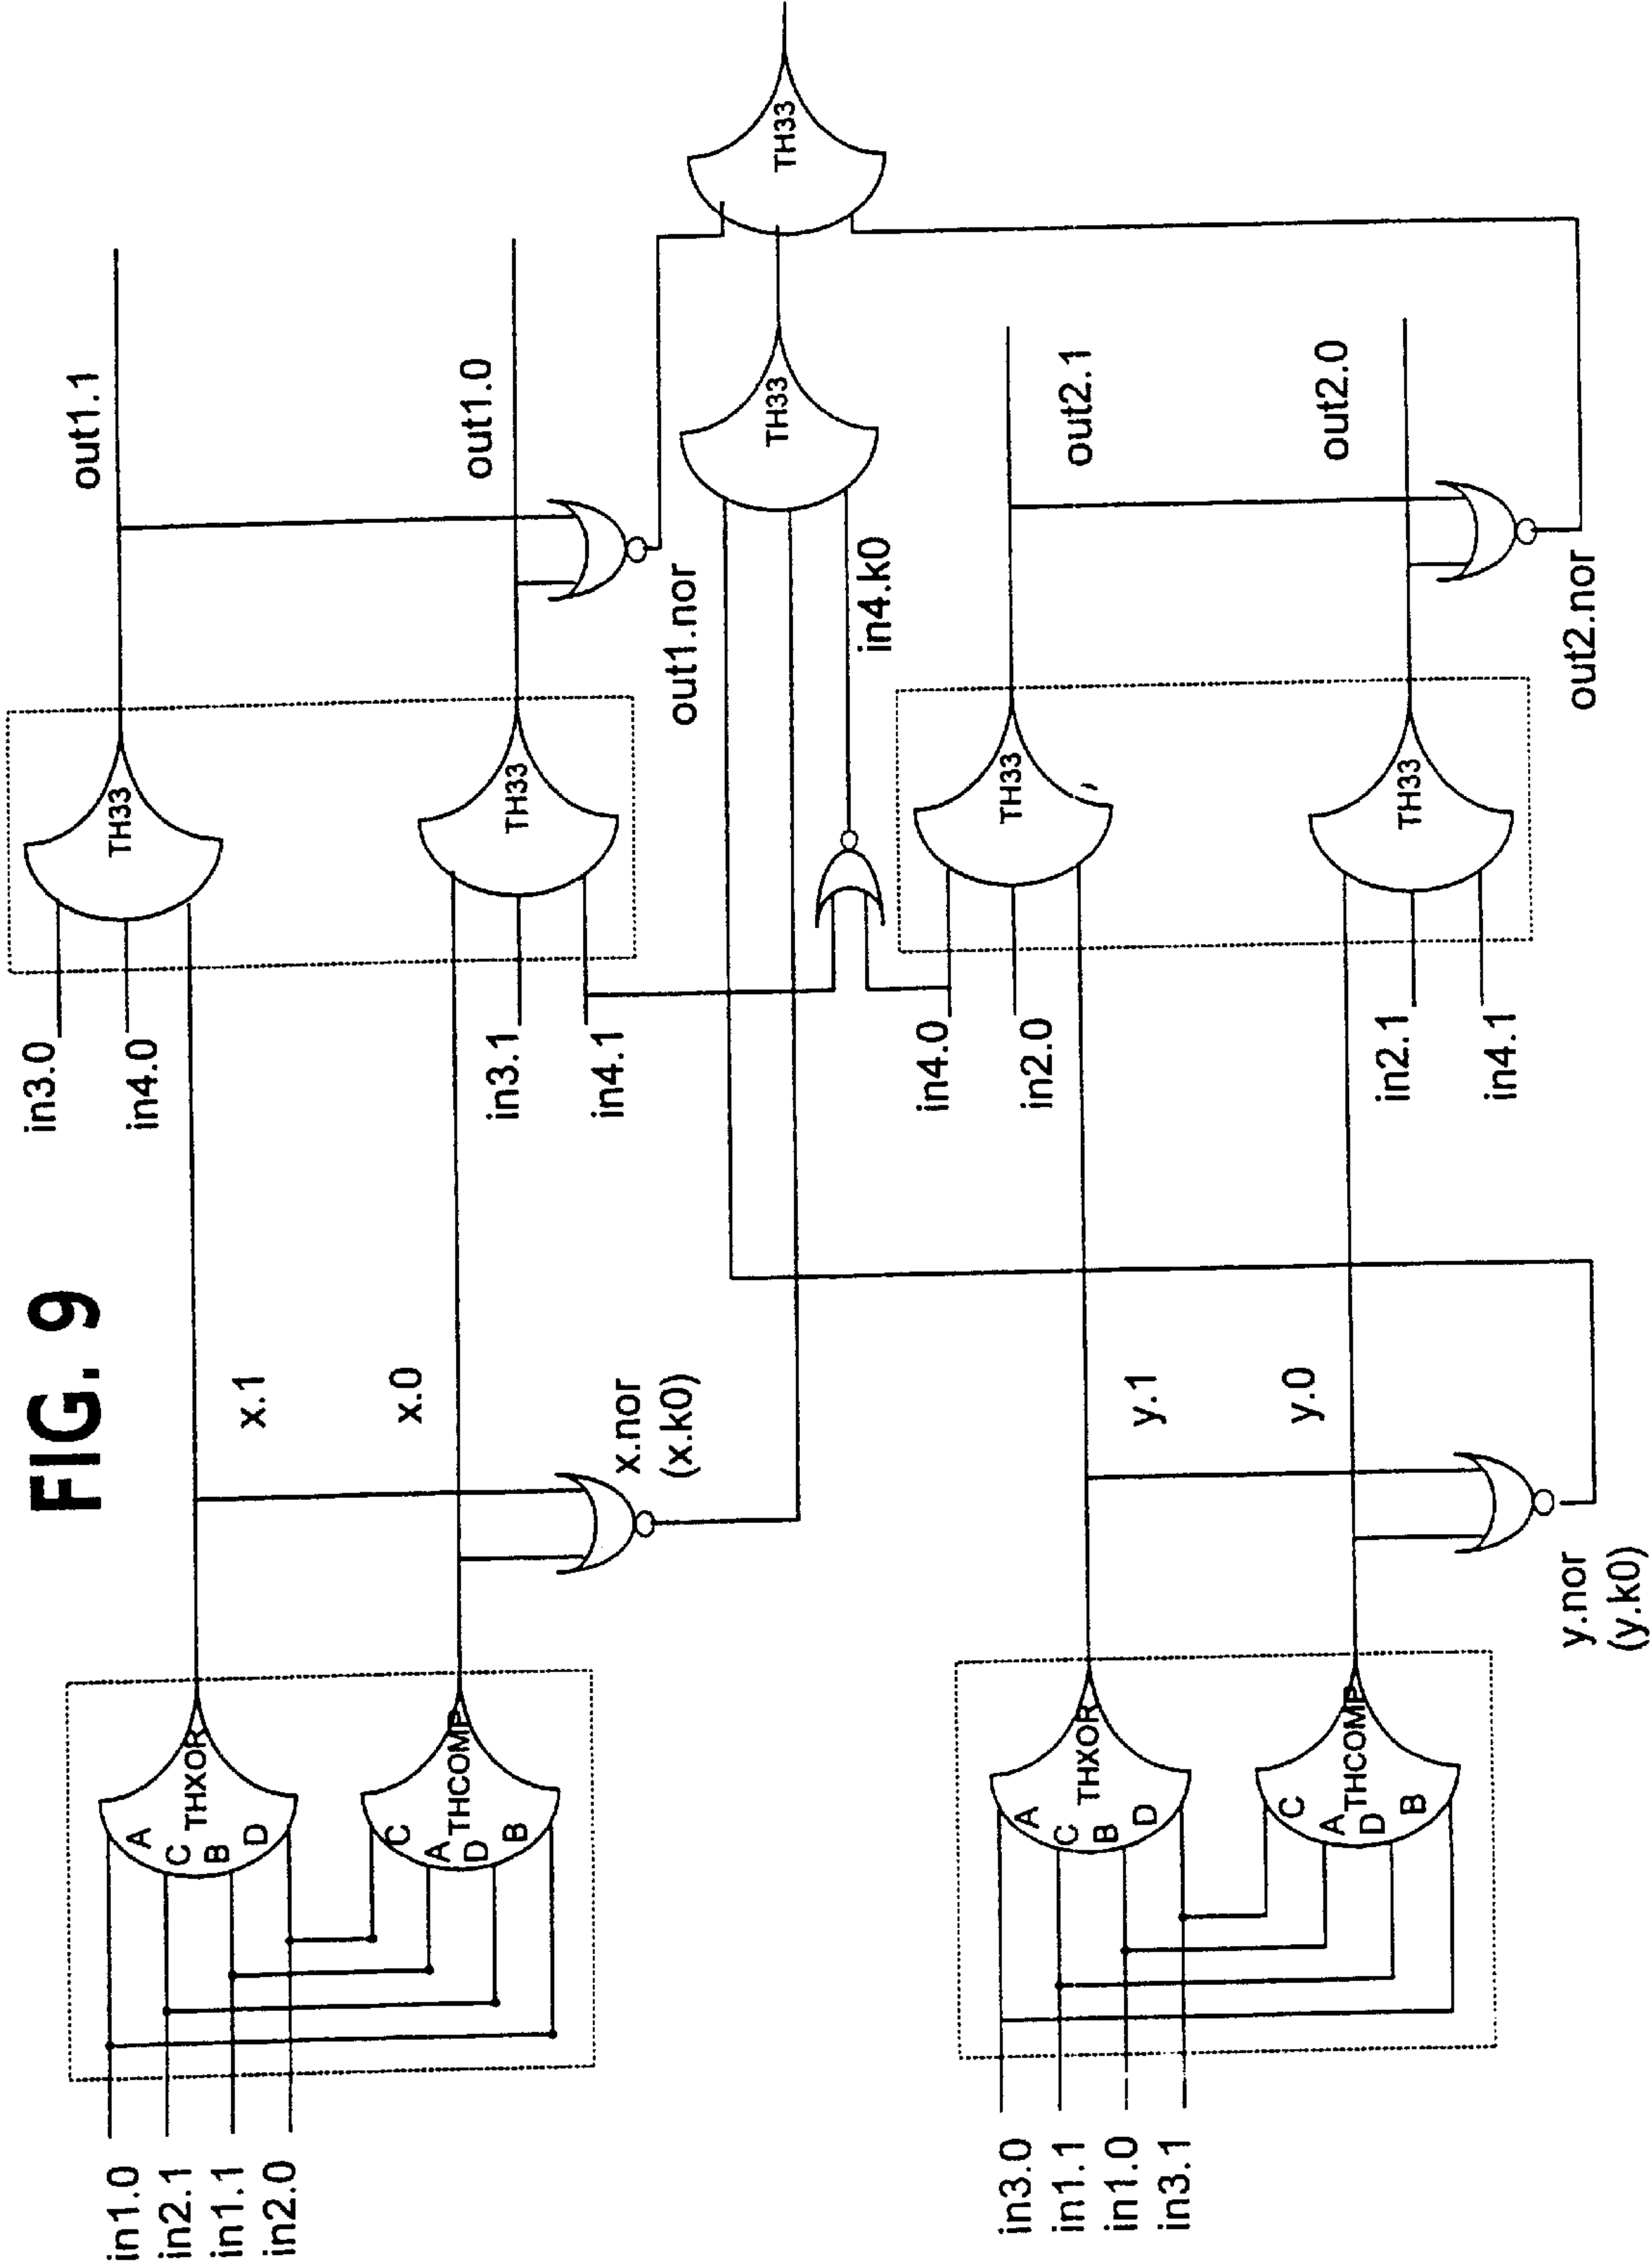 FIG. 9
in1.0
in2.1
in1.1
in2.0
A
C
B
D
THXOR
C
A
D
B
THCOMP
x.1
x.0
x.nor
(x.k0)
in3.0
in4.0
TH33
out1.1
in3.1
in4.1
TH33
out1.0
out1.nor
TH33
TH33
in4.k0
in3.0
in1.1
in1.0
in3.1
A
C
B
D
THXOR
C
A
D
B
THCOMP
y.1
y.0
y.nor
(y.k0)
in4.0
in2.0
TH33
out2.1
in2.1
in4.1
TH33
out2.0
out2.nor